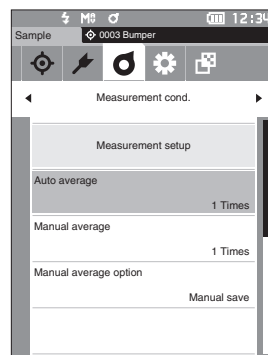 12:34
Sample
0003 Bumper
Measurement cond.
Measurement setup
Auto average
1 Times
Manual average
1 Times
Manual average option
Manual save